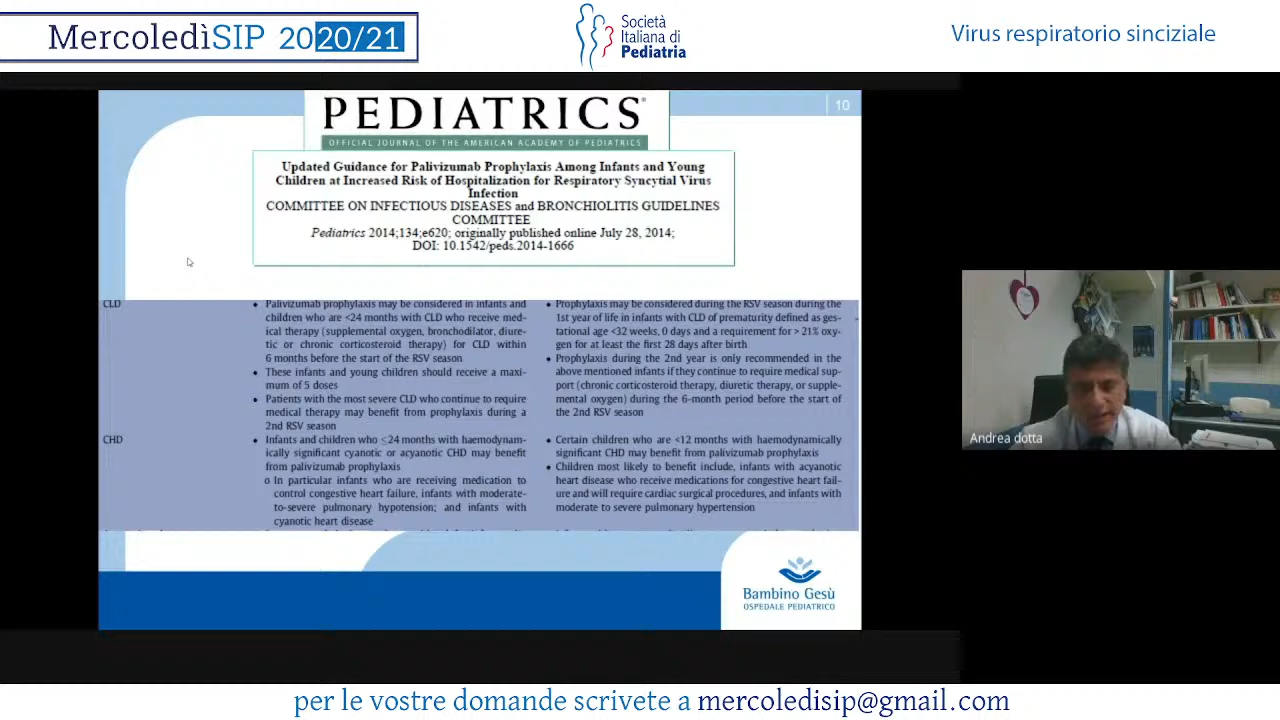 MercoledìSIP 2020/21
Società
Italiana di
Pediatria
Virus respiratorio sinciziale
10
PEDIATRICS
OFFICIAL JOURNAL OF THE AMERICAN ACADEMY OF PEDIATRICS
Updated Guidance for Palivizumab Prophylaxis Among Infants and Young
Children at Increased Risk of Hospitalization for Respiratory Syncytial Virus
Infection
COMMITTEE ON INFECTIOUS DISEASES and BRONCHIOLITIS GUIDELINES
COMMITTEE
Pediatrics 2014;134;e620; originally published online July 28, 2014;
DOI: 10.1542/peds.2014-1666
CLD
• Palivizumab prophylaxis may be considered in infants and
children who are <24 months with CLD who receive med-
ical therapy (supplemental oxygen, bronchodilator, diure-
tic or chronic corticosteroid therapy) for CLD within
6 months before the start of the RSV season
• These infants and young children should receive a maxi-
mum of 5 doses
• Patients with the most severe CLD who continue to require
medical therapy may benefit from prophylaxis during a
2nd RSV season
• Prophylaxis may be considered during the RSV season during the
1st year of life in infants with CLD of prematurity defined as ges-
tational age <32 weeks, 0 days and a requirement for > 21% oxy-
gen for at least the first 28 days after birth
• Prophylaxis during the 2nd year is only recommended in the
above mentioned infants if they continue to require medical sup-
port (chronic corticosteroid therapy, diuretic therapy, or supple-
mental oxygen) during the 6-month period before the start of
the 2nd RSV season
CHD
• Infants and children who ≤24 months with haemodynam-
ically significant cyanotic or acyanotic CHD may benefit
from palivizumab prophylaxis
o In particular infants who are receiving medication to
control congestive heart failure, infants with moderate-
to-severe pulmonary hypotension; and infants with
cyanotic heart disease
• Certain children who are <12 months with haemodynamically
significant CHD may benefit from palivizumab prophylaxis
• Children most likely to benefit include, infants with acyanotic
heart disease who receive medications for congestive heart fail-
ure and will require cardiac surgical procedures, and infants with
moderate to severe pulmonary hypertension
Andrea dotta
Bambino Gesù
OSPEDALE PEDIATRICO
per le vostre domande scrivete a mercoledisip@gmail.com